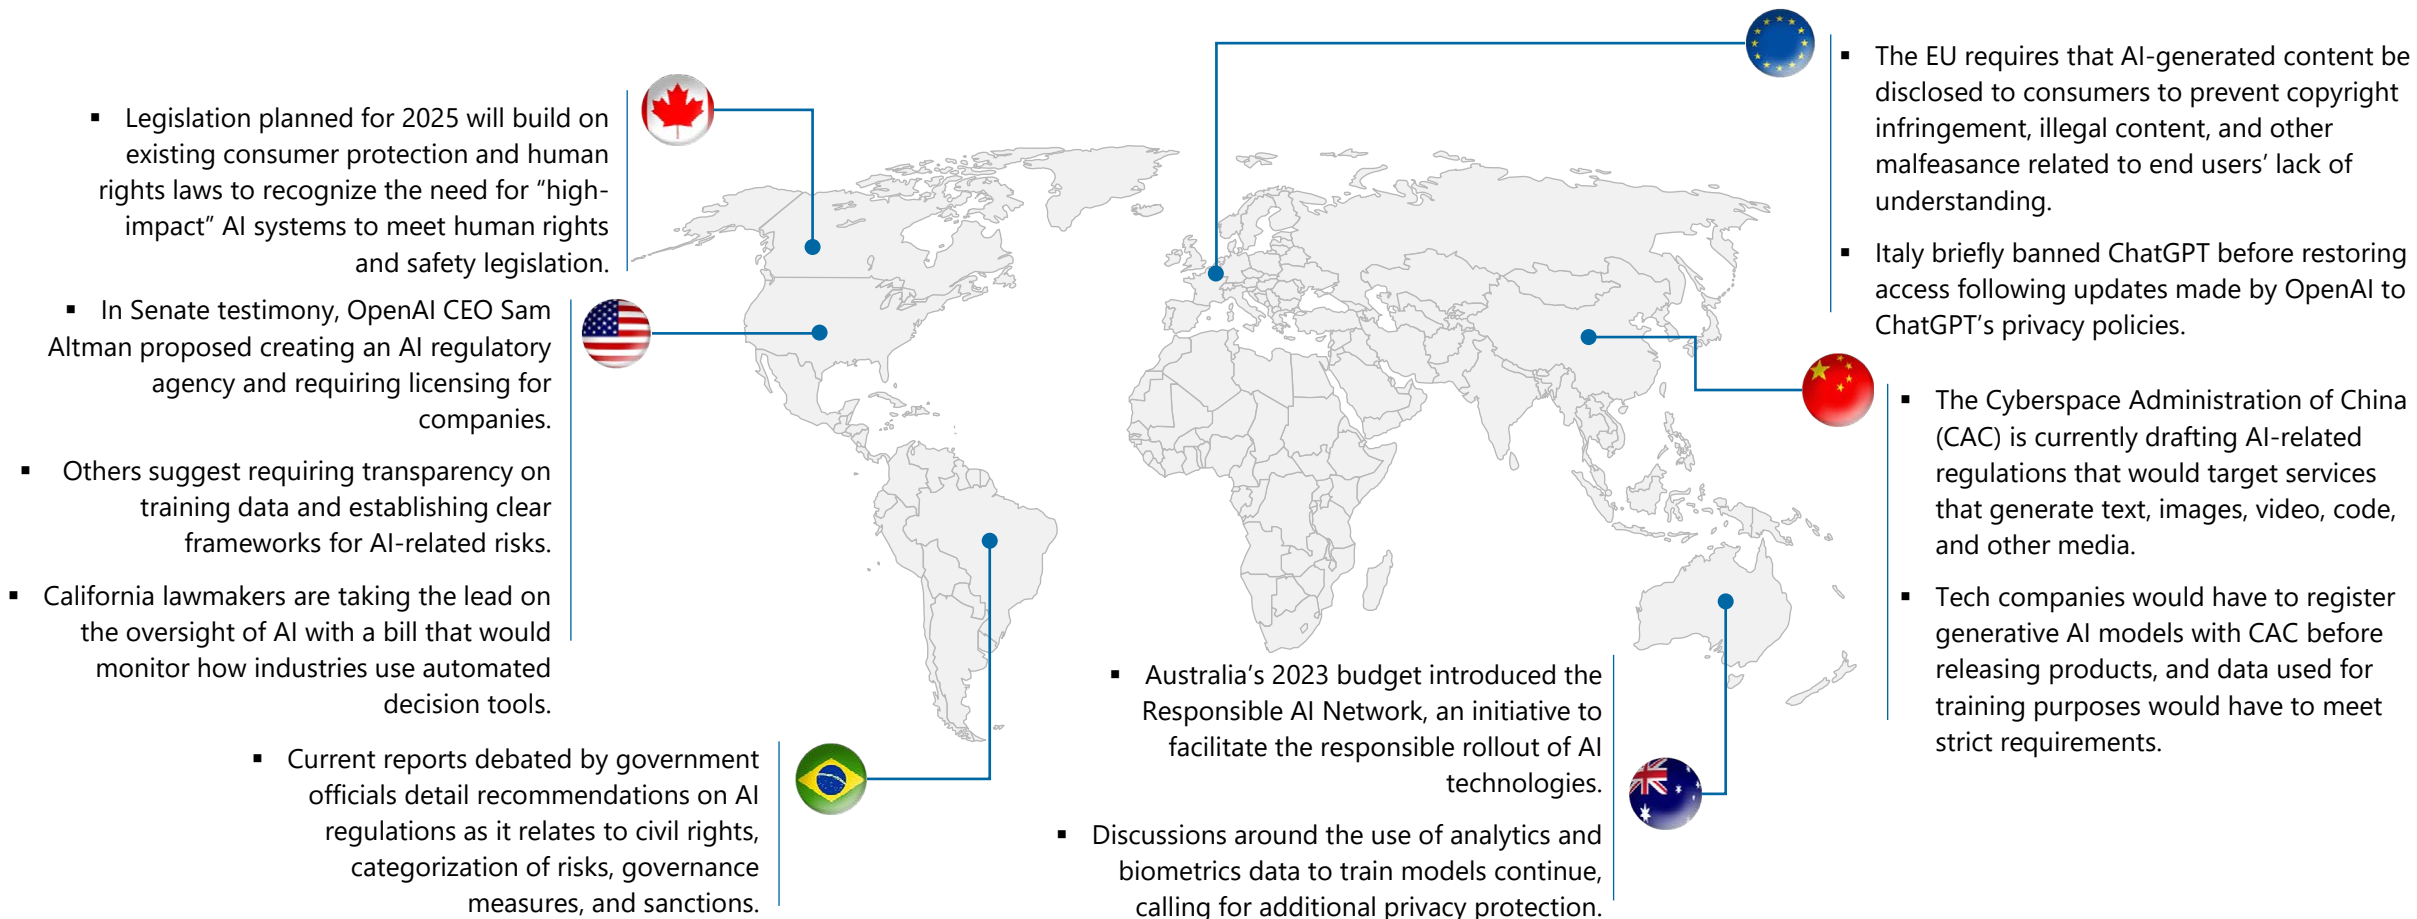 ▪ Legislation planned for 2025 will build on
existing consumer protection and human
rights laws to recognize the need for “high-
impact” AI systems to meet human rights
and safety legislation.
▪ In Senate testimony, OpenAI CEO Sam
Altman proposed creating an AI regulatory
agency and requiring licensing for
companies.
▪ Others suggest requiring transparency on
training data and establishing clear
frameworks for AI-related risks.
▪ California lawmakers are taking the lead on
the oversight of AI with a bill that would
monitor how industries use automated
decision tools.
▪ Current reports debated by government
officials detail recommendations on AI
regulations as it relates to civil rights,
categorization of risks, governance
measures, and sanctions.
▪ The EU requires that AI-generated content be
disclosed to consumers to prevent copyright
infringement, illegal content, and other
malfeasance related to end users’ lack of
understanding.
▪ Italy briefly banned ChatGPT before restoring
access following updates made by OpenAI to
ChatGPT’s privacy policies.
▪ The Cyberspace Administration of China
(CAC) is currently drafting AI-related
regulations that would target services
that generate text, images, video, code,
and other media.
▪ Tech companies would have to register
generative AI models with CAC before
releasing products, and data used for
training purposes would have to meet
strict requirements.
▪ Australia’s 2023 budget introduced the
Responsible AI Network, an initiative to
facilitate the responsible rollout of AI
technologies.
▪ Discussions around the use of analytics and
biometrics data to train models continue,
calling for additional privacy protection.